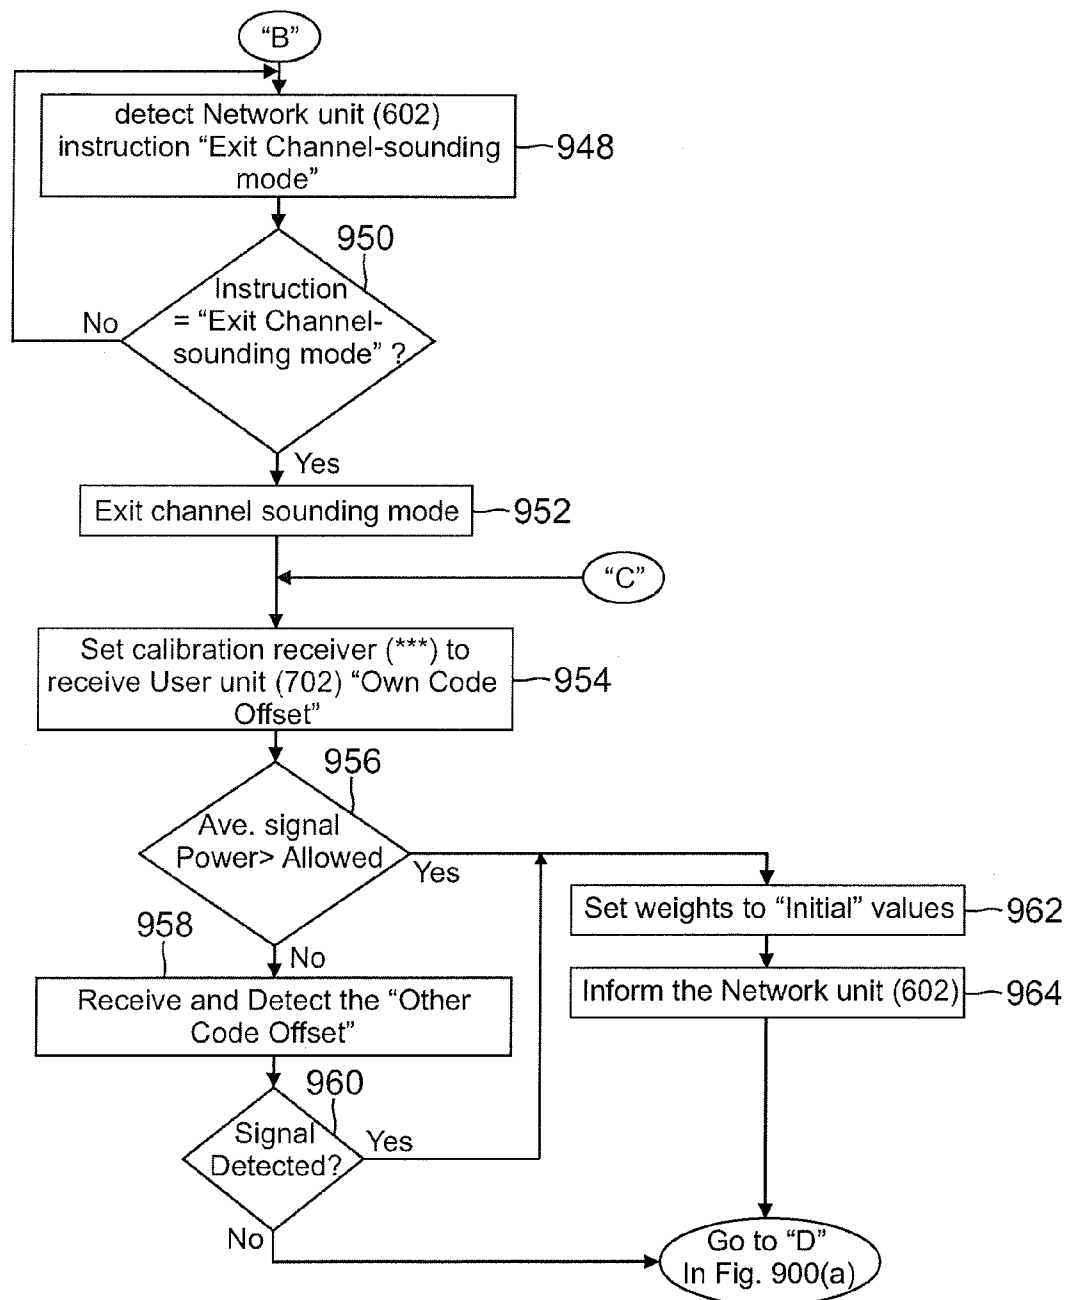 “B”
detect Network unit (602)
instruction “Exit Channel-sounding
mode”
948
950
Instruction
= “Exit Channel-
sounding mode” ?
No
Yes
Exit channel sounding mode
952
“C”
Set calibration receiver (***) to
receive User unit (702) “Own Code
Offset”
954
956
Ave. signal
Power> Allowed
Yes
Set weights to “Initial” values
962
958
No
Receive and Detect the “Other
Code Offset”
Inform the Network unit (602)
964
960
Signal
Detected?
Yes
No
Go to “D”
In Fig. 900(a)